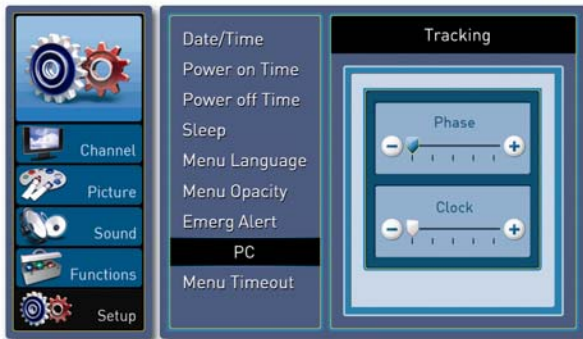 Channel
Picture
Sound
Functions
Setup
Date/Time
Power on Time
Power off Time
Sleep
Menu Language
Menu Opacity
Emerg Alert
PC
Menu Timeout
Tracking
Phase
Clock